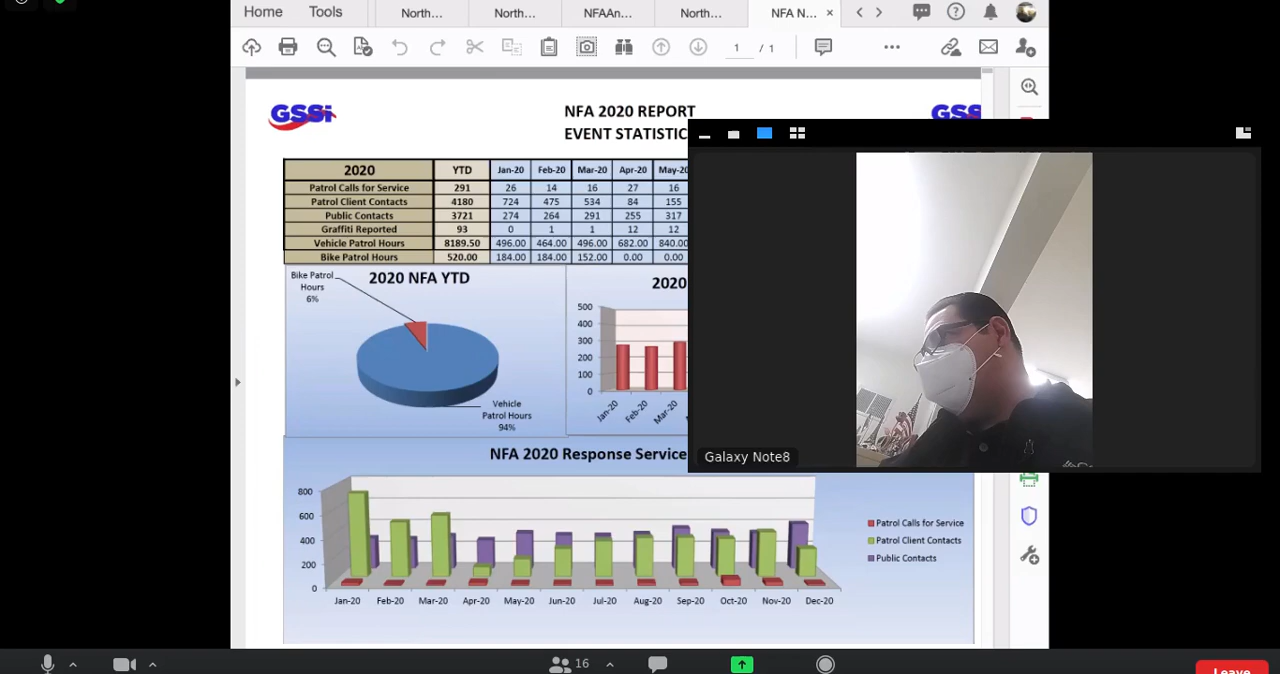 Home Tools North... North... NFAAn... North... NFA N... ×
1 / 1
GSSi NFA 2020 REPORT GSS
EVENT STATISTIC
2020 YTD Jan-20 Feb-20 Mar-20 Apr-20 May-20
Patrol Calls for Service 291 26 14 16 27 16
Patrol Client Contacts 4180 724 475 534 84 155
Public Contacts 3721 274 264 291 255 317
Graffiti Reported 93 0 1 1 12 12
Vehicle Patrol Hours 8189.50 496.00 464.00 496.00 682.00 840.00
Bike Patrol Hours 520.00 184.00 184.00 152.00 0.00 0.00
2020 NFA YTD
Bike Patrol
Hours
6%
Vehicle
Patrol Hours
94%
2020
500
400
300
200
100
0
Jan-20 Feb-20 Mar-20
Galaxy Note8
NFA 2020 Response Service
800
600
400
200
0
Jan-20 Feb-20 Mar-20 Apr-20 May-20 Jun-20 Jul-20 Aug-20 Sep-20 Oct-20 Nov-20 Dec-20
Patrol Calls for Service
Patrol Client Contacts
Public Contacts
16
Leave